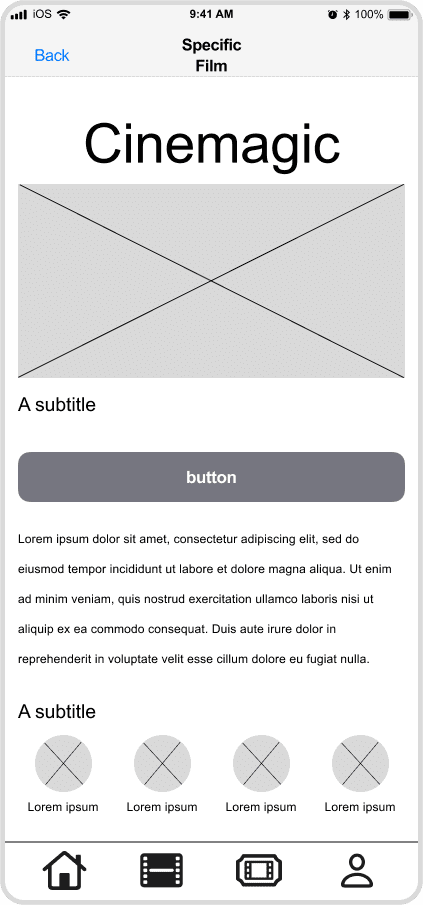 iOS 9:41 AM 100%
Back
Specific
Film
Cinemagic
A subtitle
button
Lorem ipsum dolor sit amet, consectetur adipiscing elit, sed do
eiusmod tempor incididunt ut labore et dolore magna aliqua. Ut enim
ad minim veniam, quis nostrud exercitation ullamco laboris nisi ut
aliquip ex ea commodo consequat. Duis aute irure dolor in
reprehenderit in voluptate velit esse cillum dolore eu fugiat nulla.
A subtitle
Lorem ipsum Lorem ipsum Lorem ipsum Lorem ipsum